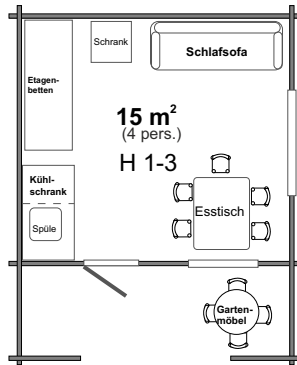 Schrank
Schlafsofa
Etagen-
betten
15 m²
(4 pers.)
H 1-3
Kühl-
schrank
Spüle
Esstisch
Garten-
möbel